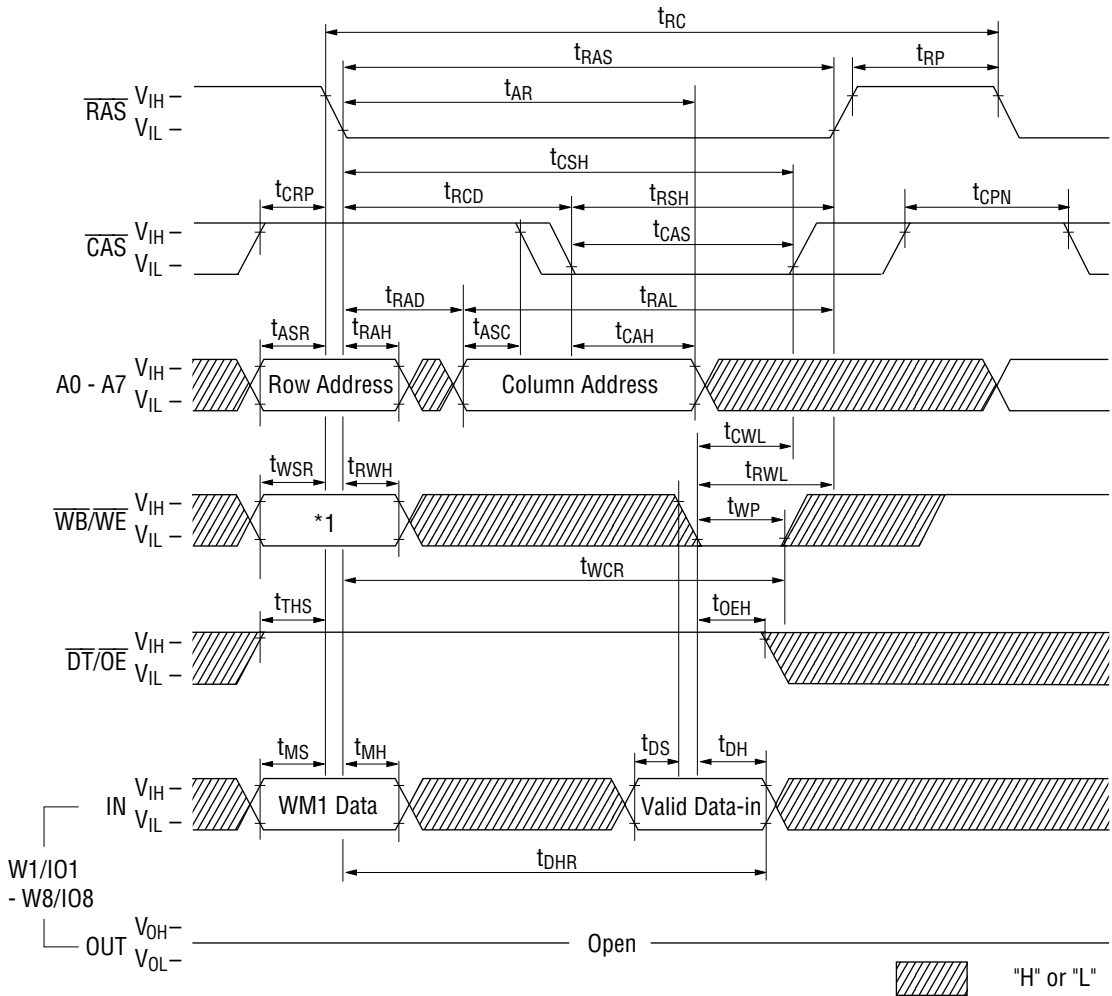 tRC
tRAS
tRP
tAR
RAS VIH –
VIL –
tCSH
tCRP
tRCD
tRSH
tCPN
CAS VIH –
VIL –
tCAS
tRAD
tRAL
tASR
tRAH
tASC
tCAH
A0 - A7 VIH –
VIL –
Row Address
Column Address
tCWL
tRWL
tWSR
tRWH
tWP
WB/WE VIH –
VIL –
*1
tWCR
tTHS
tOEH
DT/OE VIH –
VIL –
tMS
tMH
tDS
tDH
IN VIH –
VIL –
WM1 Data
Valid Data-in
tDHR
W1/IO1
- W8/IO8
OUT VOH –
VOL –
Open
"H" or "L"